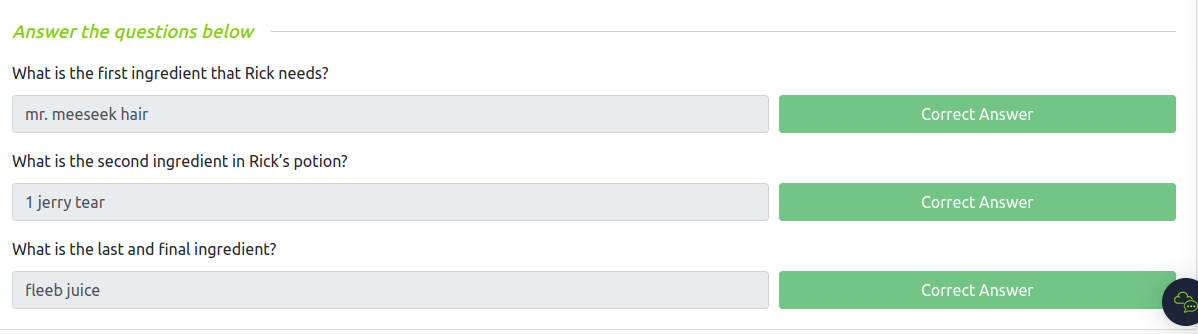 Answer the questions below
What is the first ingredient that Rick needs?
mr. meeseek hair
Correct Answer
What is the second ingredient in Rick’s potion?
1 jerry tear
Correct Answer
What is the last and final ingredient?
fleeb juice
Correct Answer